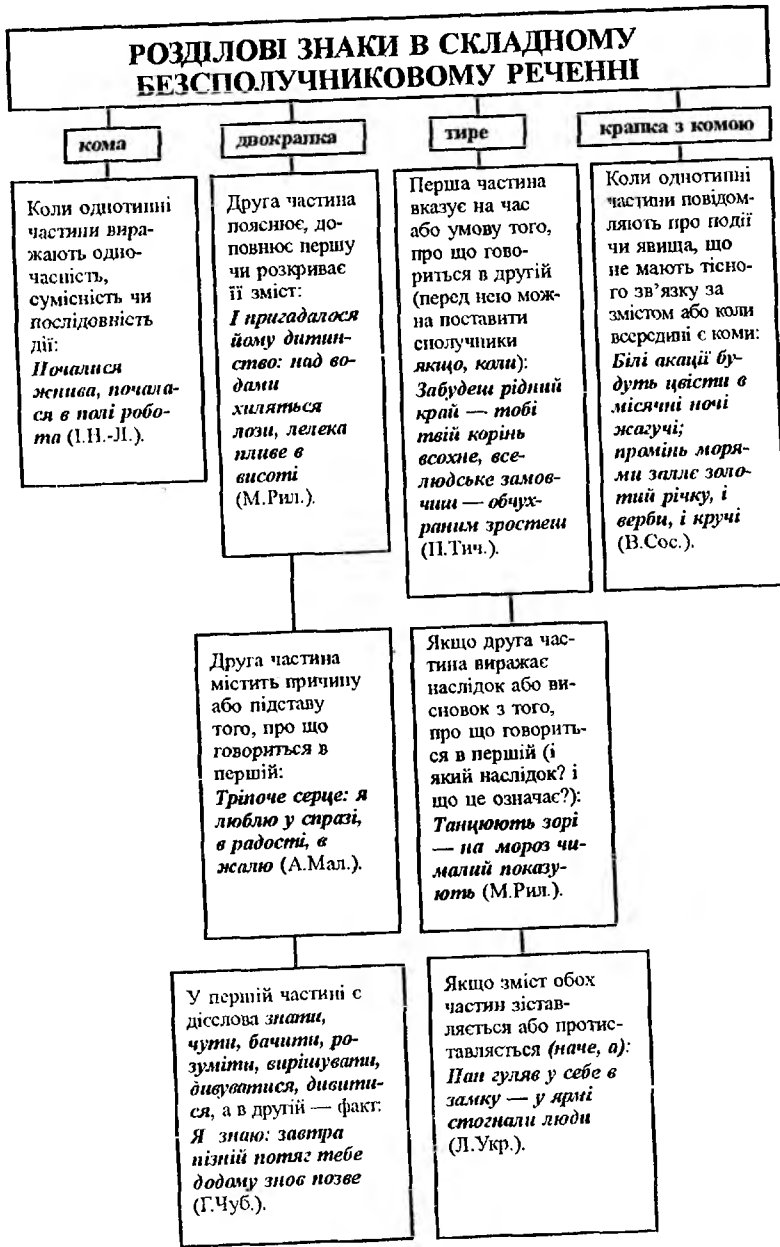 РОЗДІЛОВІ ЗНАКИ В СКЛАДНОМУ
БЕЗСПОЛУЧНИКОВОМУ РЕЧЕННІ
кома
двокрапка
тире
крапка з комою
Коли однотипні
частини вира-
жають одно-
часність,
сумісність чи
послідовність
дії:
Почалися
жнива, почала-
ся в полі робо-
та (І.Н.-Л.).
Друга частина
пояснює, до-
повнює першу
чи розкриває
її зміст:
І пригадалося
йому дитин-
ство: над во-
дами
хиляться
лози, лелека
пливе в
висоті
(М.Рил.).
Перша частина
вказує на час
або умову того,
про що гово-
риться в другій
(перед нею мож-
на поставити
сполучники
якщо, коли):
Забудеш рідний
край — тобі
твій корінь
всохне, все-
людське замов-
чиш — обчух-
раним зростеш
(П.Тич.).
Коли однотипні
частини повідом-
ляють про події
чи явища, що
не мають тісно-
го зв’язку за
змістом або коли
всередині є коми:
Білі акації бу-
дуть цвісти в
місячні ночі
жагучі;
промінь моря-
ми заллє золо-
тий річку, і
верби, і кручі
(В.Сос.).
Друга частина
містить причину
або підставу
того, про що
говориться в
першій:
Тріпоче серце: я
люблю у справі,
в радості, в
жалю (А.Мал.).
Якщо друга час-
тина виражає
наслідок або ви-
сновок з того,
про що говорить-
ся в першій (і
який наслідок? і
що це означає?):
Танцюють зорі
— на мороз чи-
малий показу-
ють (М.Рил.).
У першій частині є
дієслова знати,
чути, бачити, ро-
зуміти, вирішувати,
дивуватися, дивити-
ся, а в другій — факт:
Я знаю: завтра
пізній потяг тебе
додому знов позве
(Г.Чуб.).
Якщо зміст обох
частин зістав-
ляється або протис-
тавляється (наче, а):
Пан гуляв у себе в
замку — у ярмі
стогнали люди
(Л.Укр.).